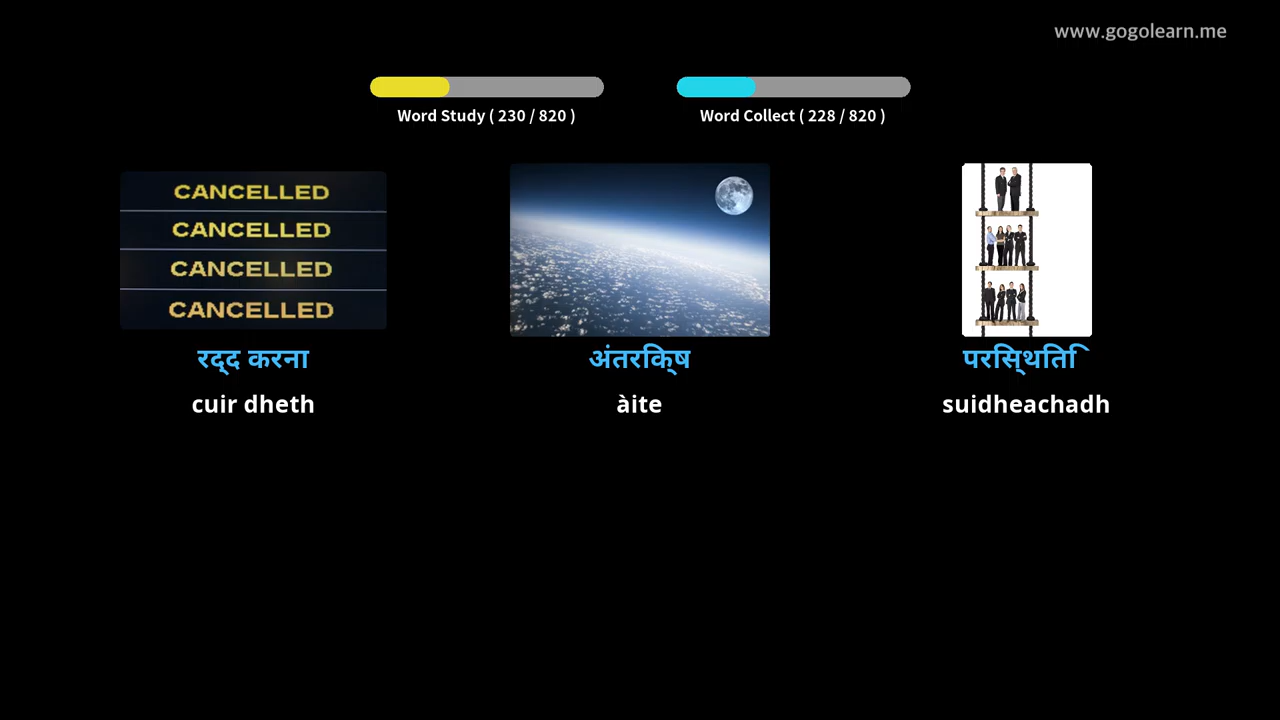 www.gogolearn.me
Word Study ( 230 / 820 )
Word Collect ( 228 / 820 )
CANCELLED
CANCELLED
CANCELLED
CANCELLED
रद्द करना
अंतरिक्ष
परिस्थिति
cuir dheth
àite
suidheachadh